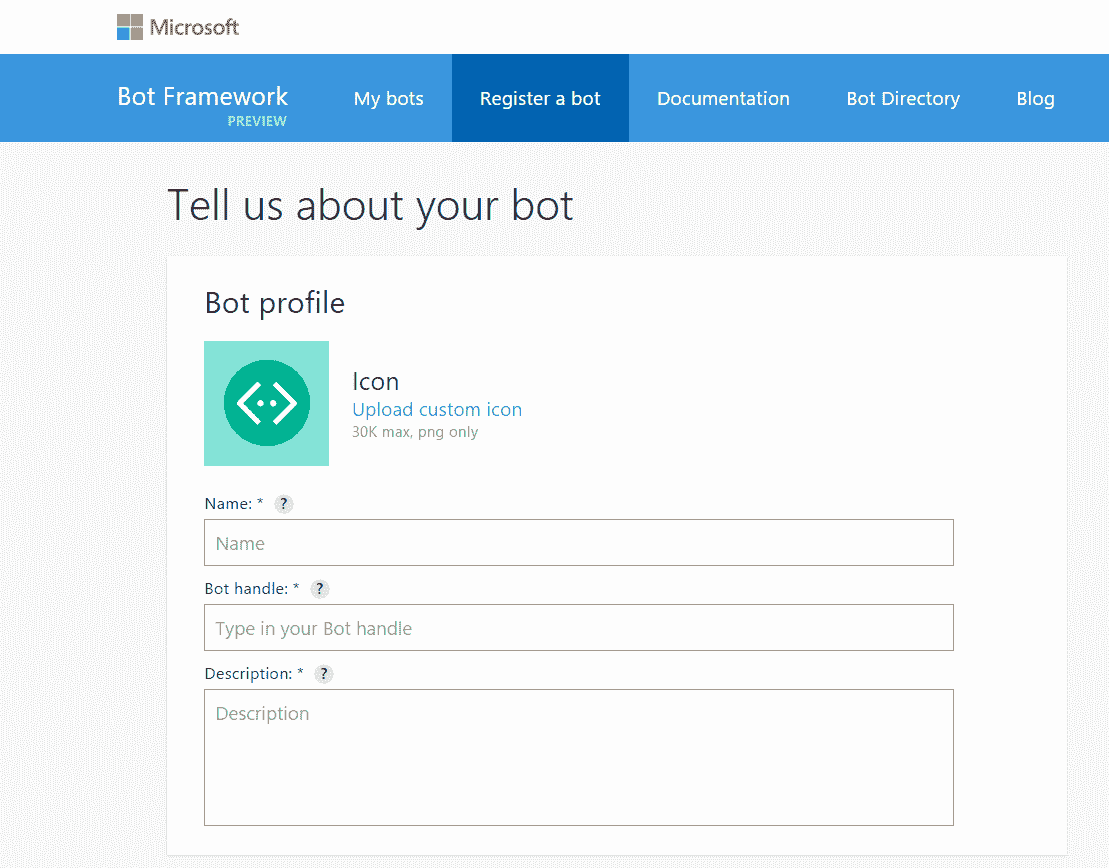 Microsoft
Bot Framework
PREVIEW
My bots
Register a bot
Documentation
Bot Directory
Blog
Tell us about your bot
Bot profile
Icon
Upload custom icon
30K max, png only
Name: * ?
Name
Bot handle: * ?
Type in your Bot handle
Description: * ?
Description